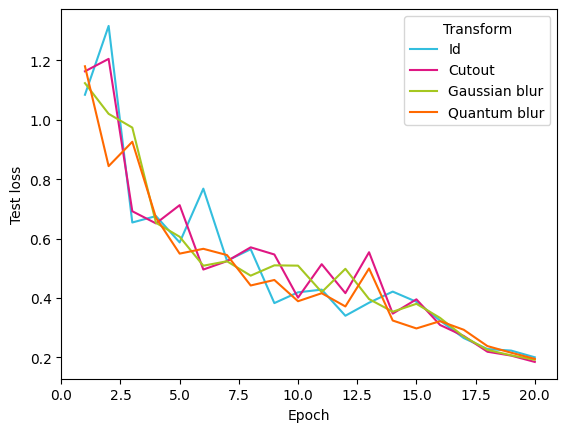 Transform
Id
Cutout
Gaussian blur
Quantum blur
1.2
1.0
0.8
0.6
0.4
0.2
Test loss
0.0
2.5
5.0
7.5
10.0
12.5
15.0
17.5
20.0
Epoch